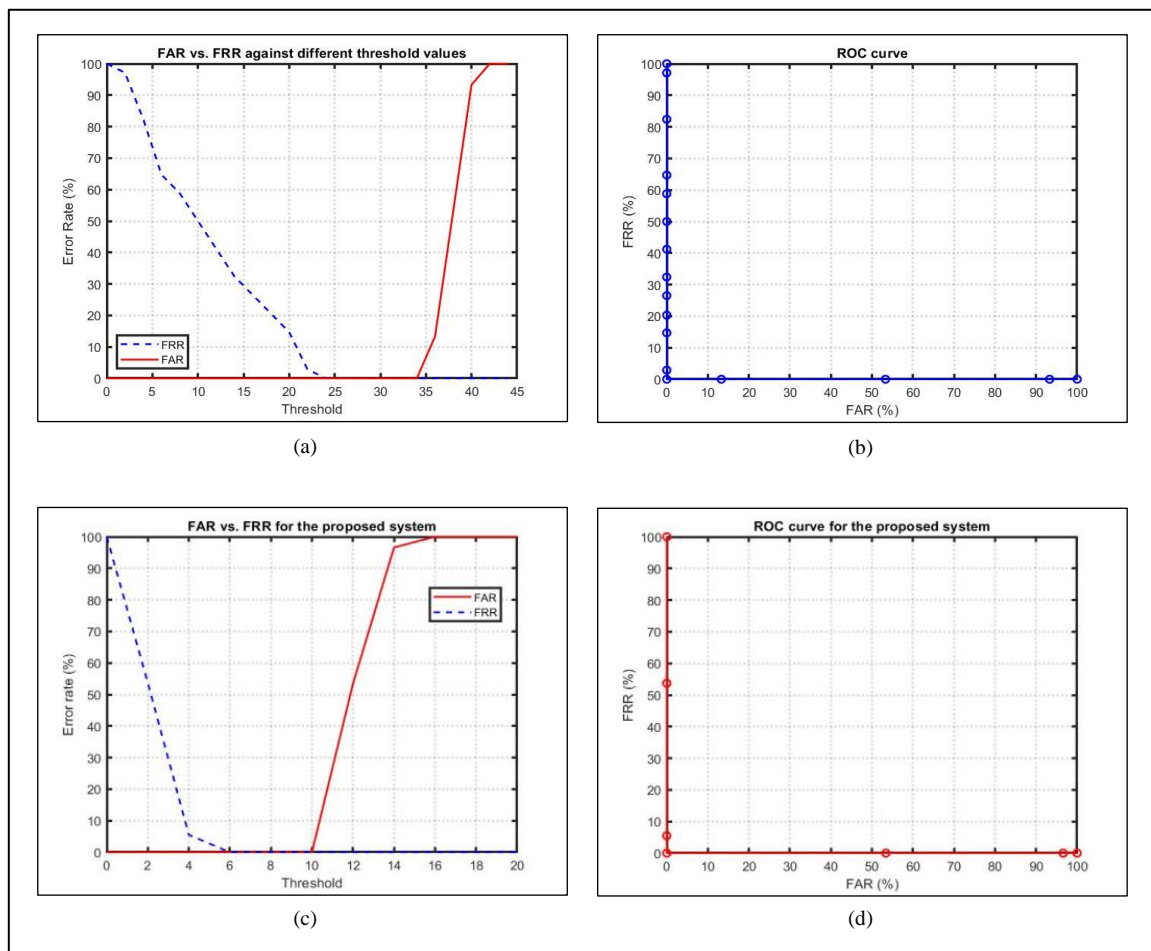 FAR vs. FRR against different threshold values
100
90
80
70
60
50
40
30
20
10
0
Error Rate (%)
FRR
FAR
0 5 10 15 20 25 30 35 40 45
Threshold
(a)
ROC curve
100
90
80
70
60
50
40
30
20
10
0
FRR (%)
0 10 20 30 40 50 60 70 80 90 100
FAR (%)
(b)
FAR vs. FRR for the proposed system
100
90
80
70
60
50
40
30
20
10
0
Error rate (%)
FAR
FRR
0 2 4 6 8 10 12 14 16 18 20
Threshold
(c)
ROC curve for the proposed system
100
90
80
70
60
50
40
30
20
10
0
FRR (%)
0 10 20 30 40 50 60 70 80 90 100
FAR (%)
(d)